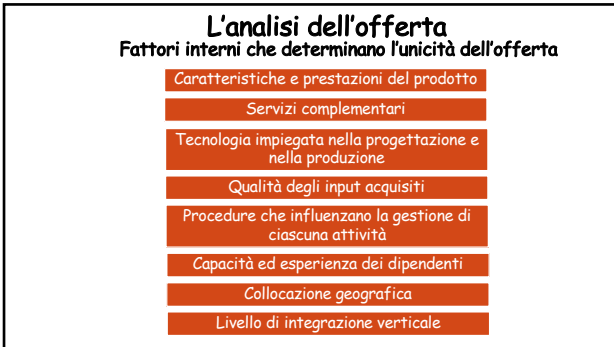 L'analisi dell'offerta
Fattori interni che determinano l'unicità dell'offerta
Caratteristiche e prestazioni del prodotto
Servizi complementari
Tecnologia impiegata nella progettazione e
nella produzione
Qualità degli input acquisiti
Procedure che influenzano la gestione di
ciascuna attività
Capacità ed esperienza dei dipendenti
Collocazione geografica
Livello di integrazione verticale